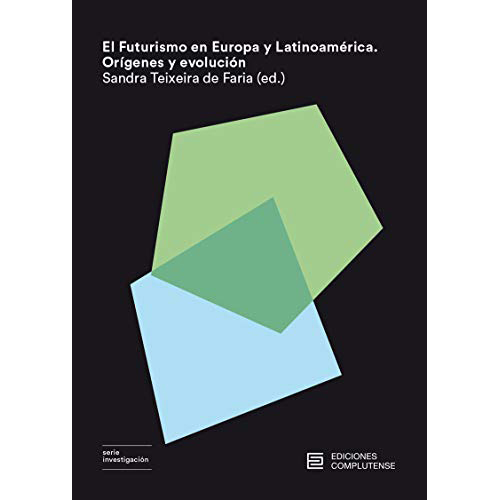 El Futurismo en Europa y Latinoamérica.
Orígenes y evolución
Sandra Teixeira de Faria (ed.)
serie
investigación
EDICIONES
COMPLUTENSE